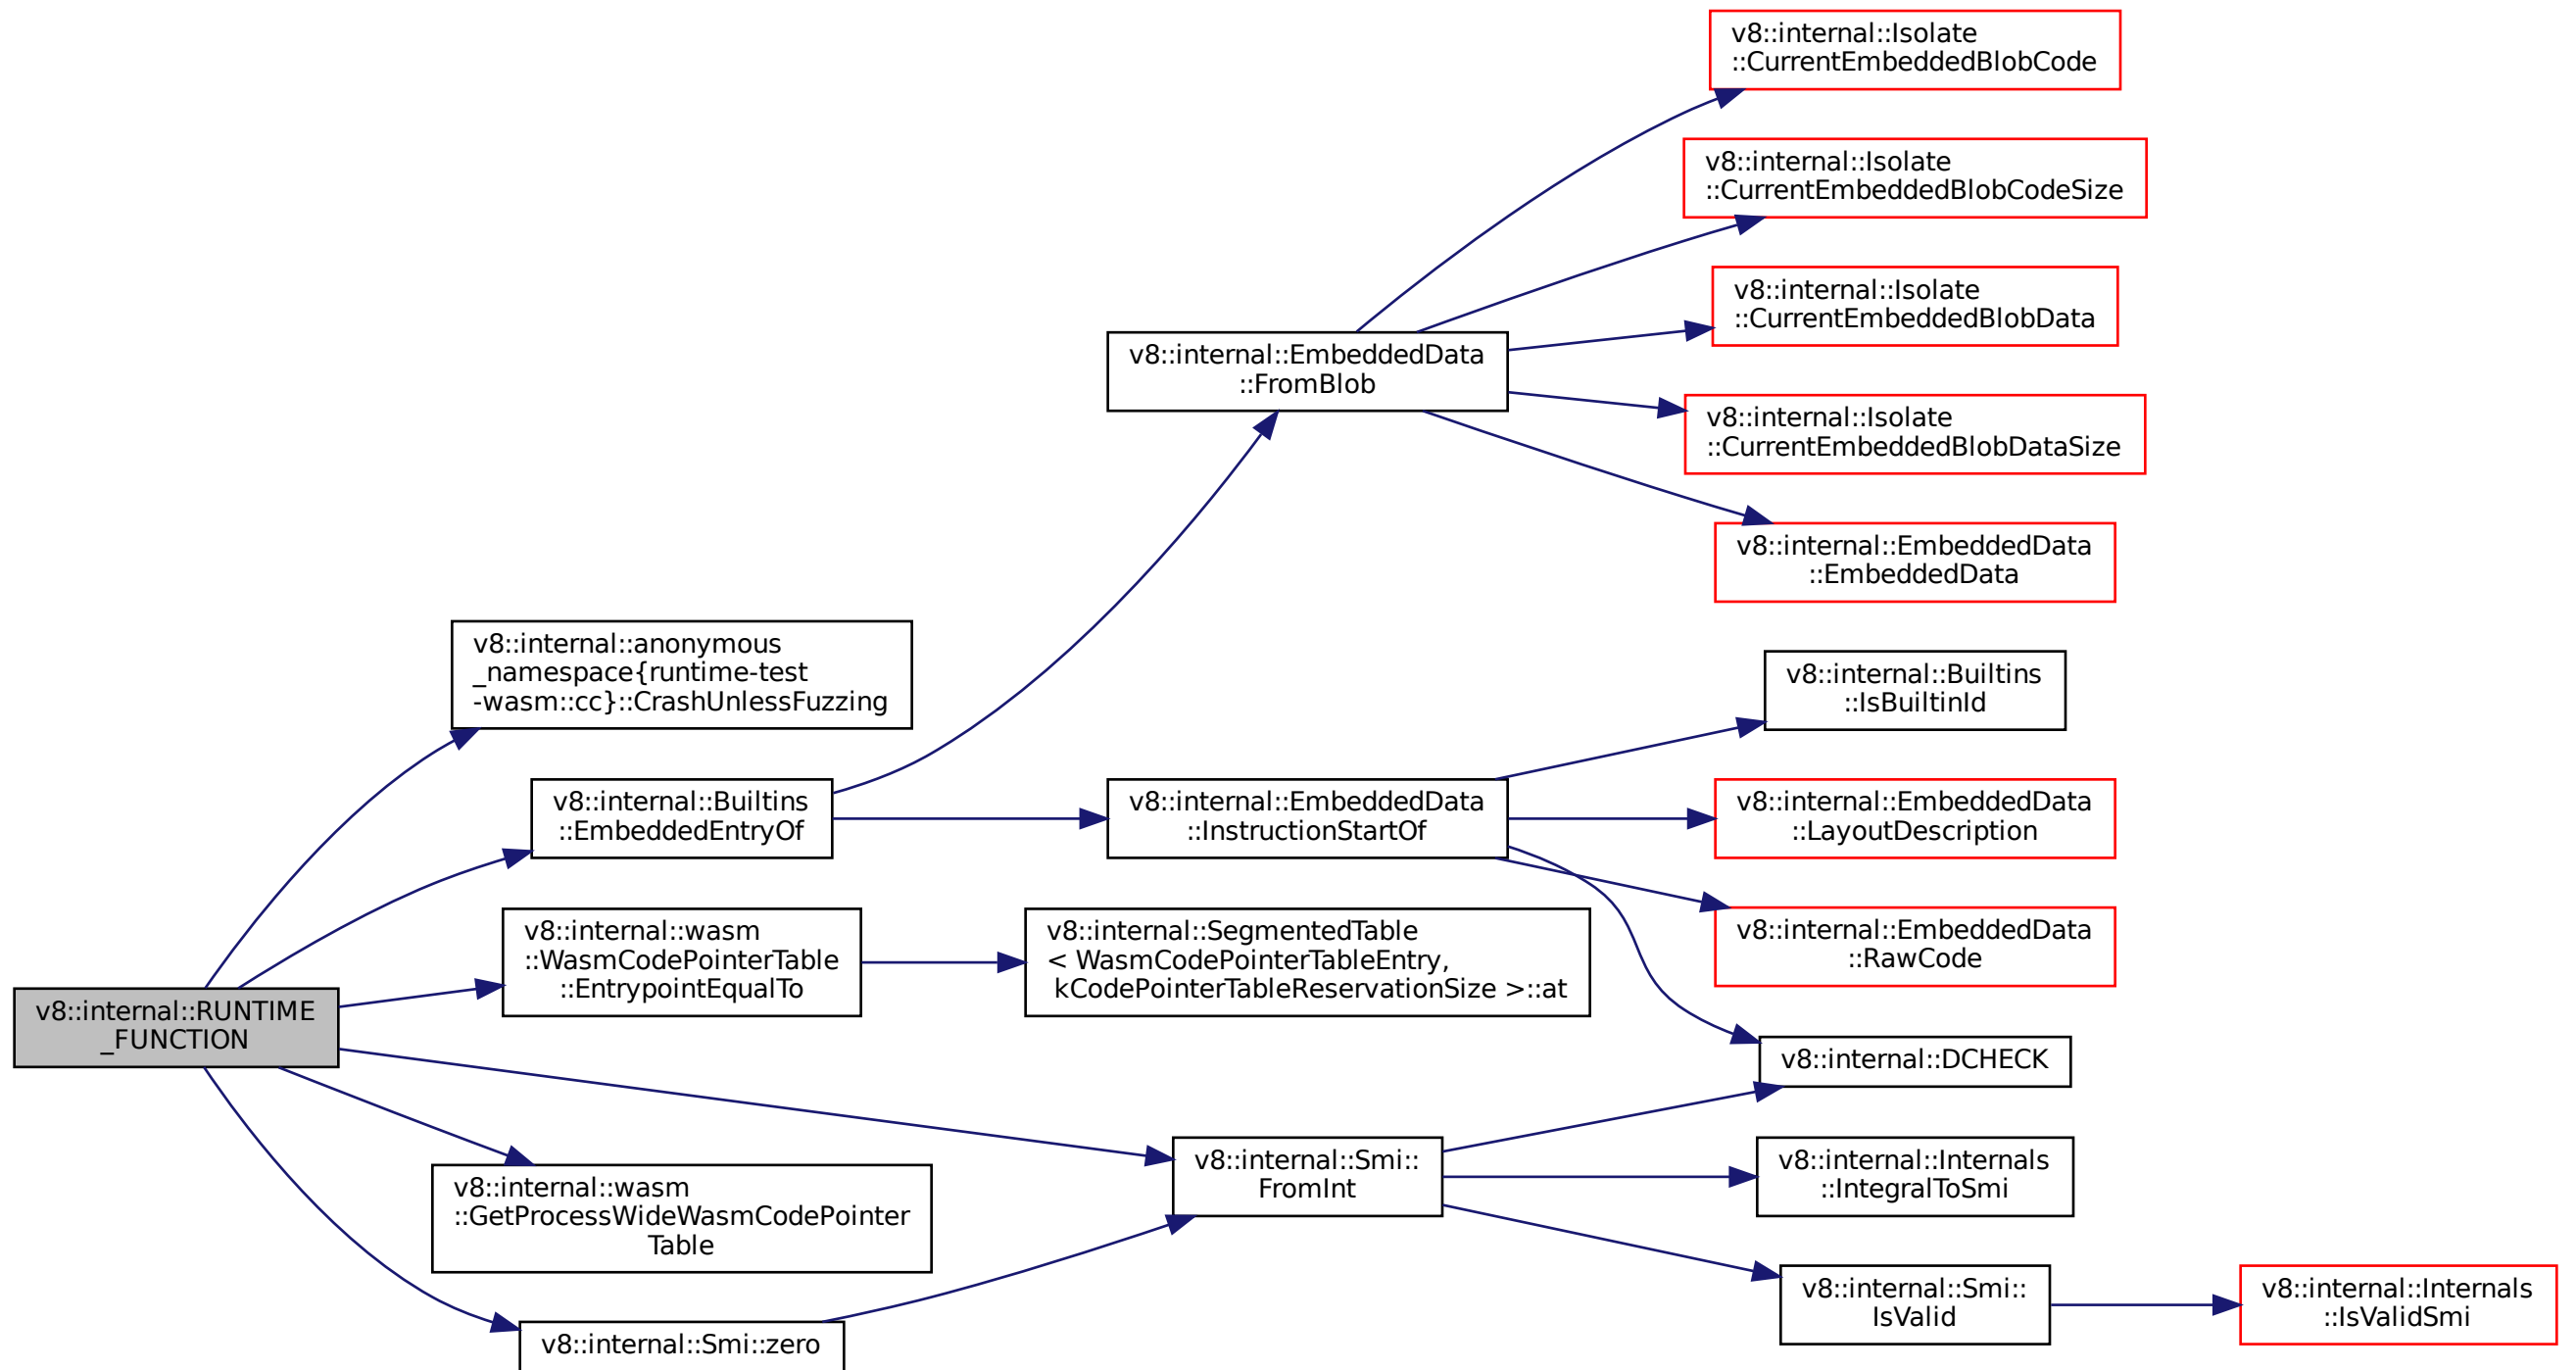 v8::internal::Isolate
::CurrentEmbeddedBlobCode
v8::internal::Isolate
::CurrentEmbeddedBlobCodeSize
v8::internal::Isolate
::CurrentEmbeddedBlobData
v8::internal::EmbeddedData
::FromBlob
v8::internal::Isolate
::CurrentEmbeddedBlobDataSize
v8::internal::EmbeddedData
::EmbeddedData
v8::internal::anonymous
_namespace{runtime-test
-wasm::cc}::CrashUnlessFuzzing
v8::internal::Builtins
::IsBuiltinId
v8::internal::Builtins
::EmbeddedEntryOf
v8::internal::EmbeddedData
::InstructionStartOf
v8::internal::EmbeddedData
::LayoutDescription
v8::internal::wasm
::WasmCodePointerTable
::EntrypointEqualTo
v8::internal::SegmentedTable
< WasmCodePointerTableEntry,
kCodePointerTableReservationSize >::at
v8::internal::EmbeddedData
::RawCode
v8::internal::RUNTIME
_FUNCTION
v8::internal::DCHECK
v8::internal::wasm
::GetProcessWideWasmCodePointer
Table
v8::internal::Smi::
FromInt
v8::internal::Internals
::IntegralToSmi
v8::internal::Smi::
IsValid
v8::internal::Internals
::IsValidSmi
v8::internal::Smi::zero